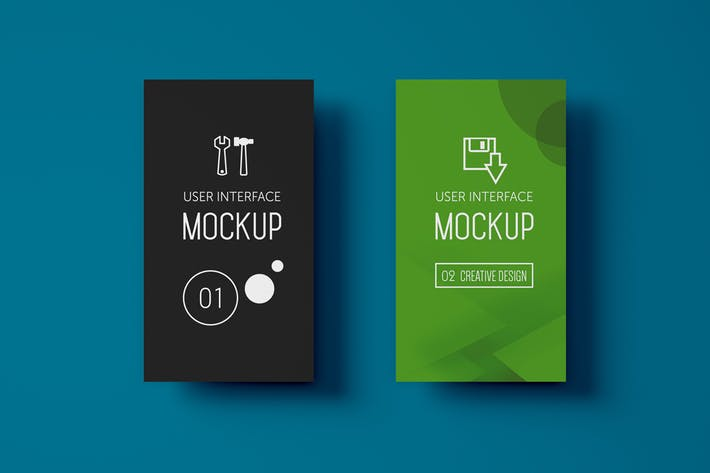 USER INTERFACE
MOCKUP
01
USER INTERFACE
MOCKUP
02 CREATIVE DESIGN